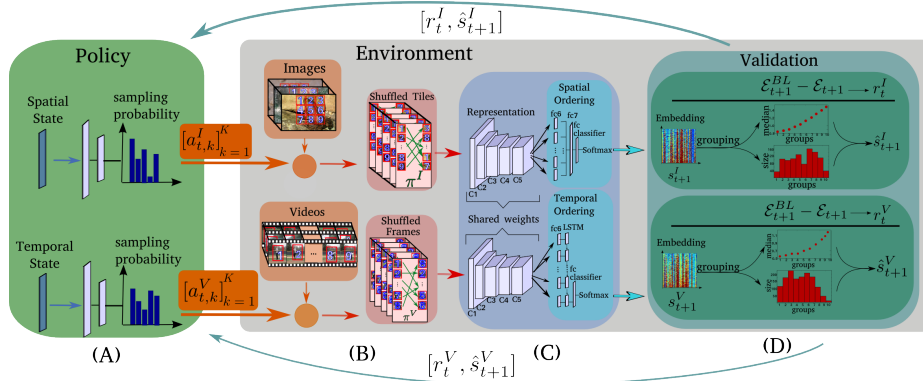 [r_t^I, ŝ_{t+1}^I]
Policy
Spatial
State
sampling
probability
Temporal
State
sampling
probability
(A)
[a_{t,k}^I]_{k=1}^K
[a_{t,k}^V]_{k=1}^K
Environment
Images
Videos
Shuffled Tiles
π^I
Shuffled
Frames
π^V
(B)
Representation
C1
C2
C3
C4
C5
Shared weights
C1
C2
C3
C4
C5
Spatial
Ordering
fc6
fc7
fc
classifier
Softmax
Temporal
Ordering
fc6 LSTM
fc
classifier
Softmax
(C)
Validation
ℰ_{t+1}^{BL} − ℰ_{t+1} → r_t^I
Embedding
grouping
s_{t+1}^I
median
size
groups
ŝ_{t+1}^I
ℰ_{t+1}^{BL} − ℰ_{t+1} → r_t^V
Embedding
grouping
s_{t+1}^V
median
groups
size
groups
ŝ_{t+1}^V
(D)
[r_t^V, ŝ_{t+1}^V]